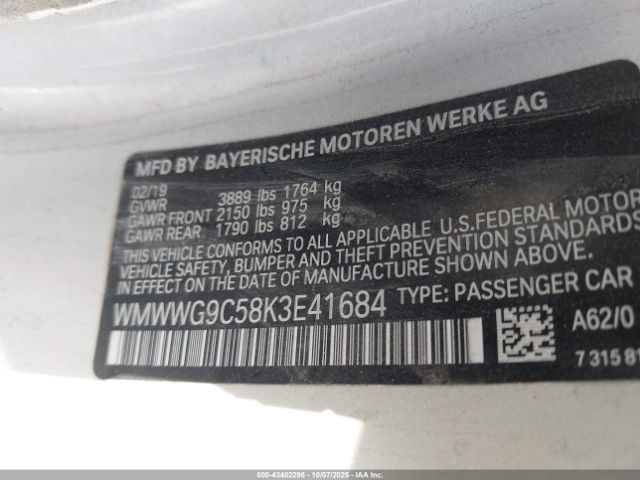 MFD BY BAYERISCHE MOTOREN WERKE AG
02/19
GVWR 3889 lbs 1764 kg
GAWR FRONT 2150 lbs 975 kg
GAWR REAR 1790 lbs 812 kg
THIS VEHICLE CONFORMS TO ALL APPLICABLE U.S.FEDERAL MOTOR
VEHICLE SAFETY, BUMPER AND THEFT PREVENTION STANDARDS
IN EFFECT ON THE DATE OF MANUFACTURE SHOWN ABOVE.
WMWWG9C58K3E41684 TYPE: PASSENGER CAR
A62/0
7 315 81
000-43402298 - 10/07/2025 - IAA Inc.